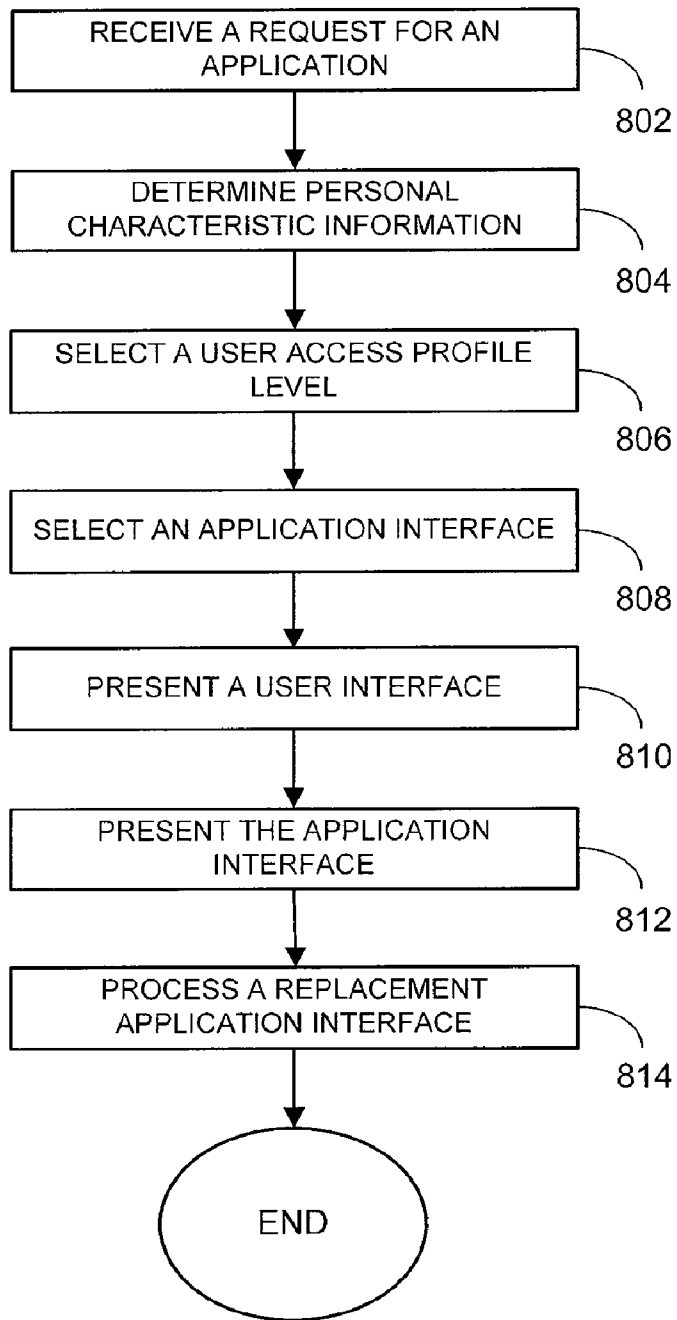 RECEIVE A REQUEST FOR AN
APPLICATION
802
DETERMINE PERSONAL
CHARACTERISTIC INFORMATION
804
SELECT A USER ACCESS PROFILE
LEVEL
806
SELECT AN APPLICATION INTERFACE
808
PRESENT A USER INTERFACE
810
PRESENT THE APPLICATION
INTERFACE
812
PROCESS A REPLACEMENT
APPLICATION INTERFACE
814
END